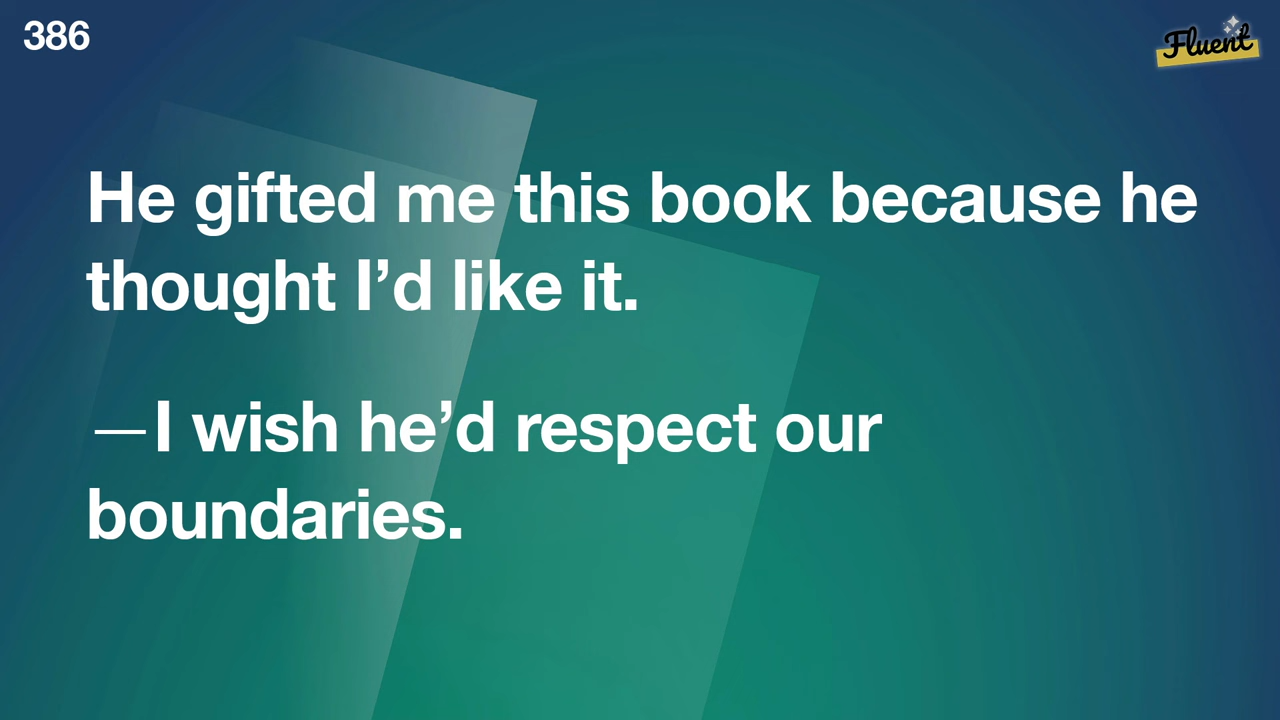 386
Fluent
He gifted me this book because he
thought I’d like it.
—I wish he’d respect our
boundaries.